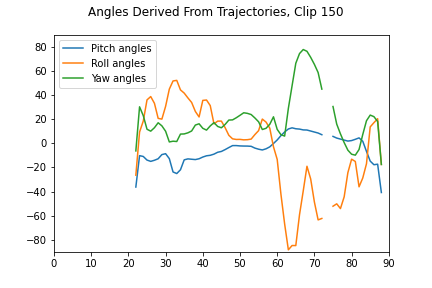 Angles Derived From Trajectories, Clip 150
80
60
40
20
0
−20
−40
−60
−80
Pitch angles
Roll angles
Yaw angles
0 10 20 30 40 50 60 70 80 90